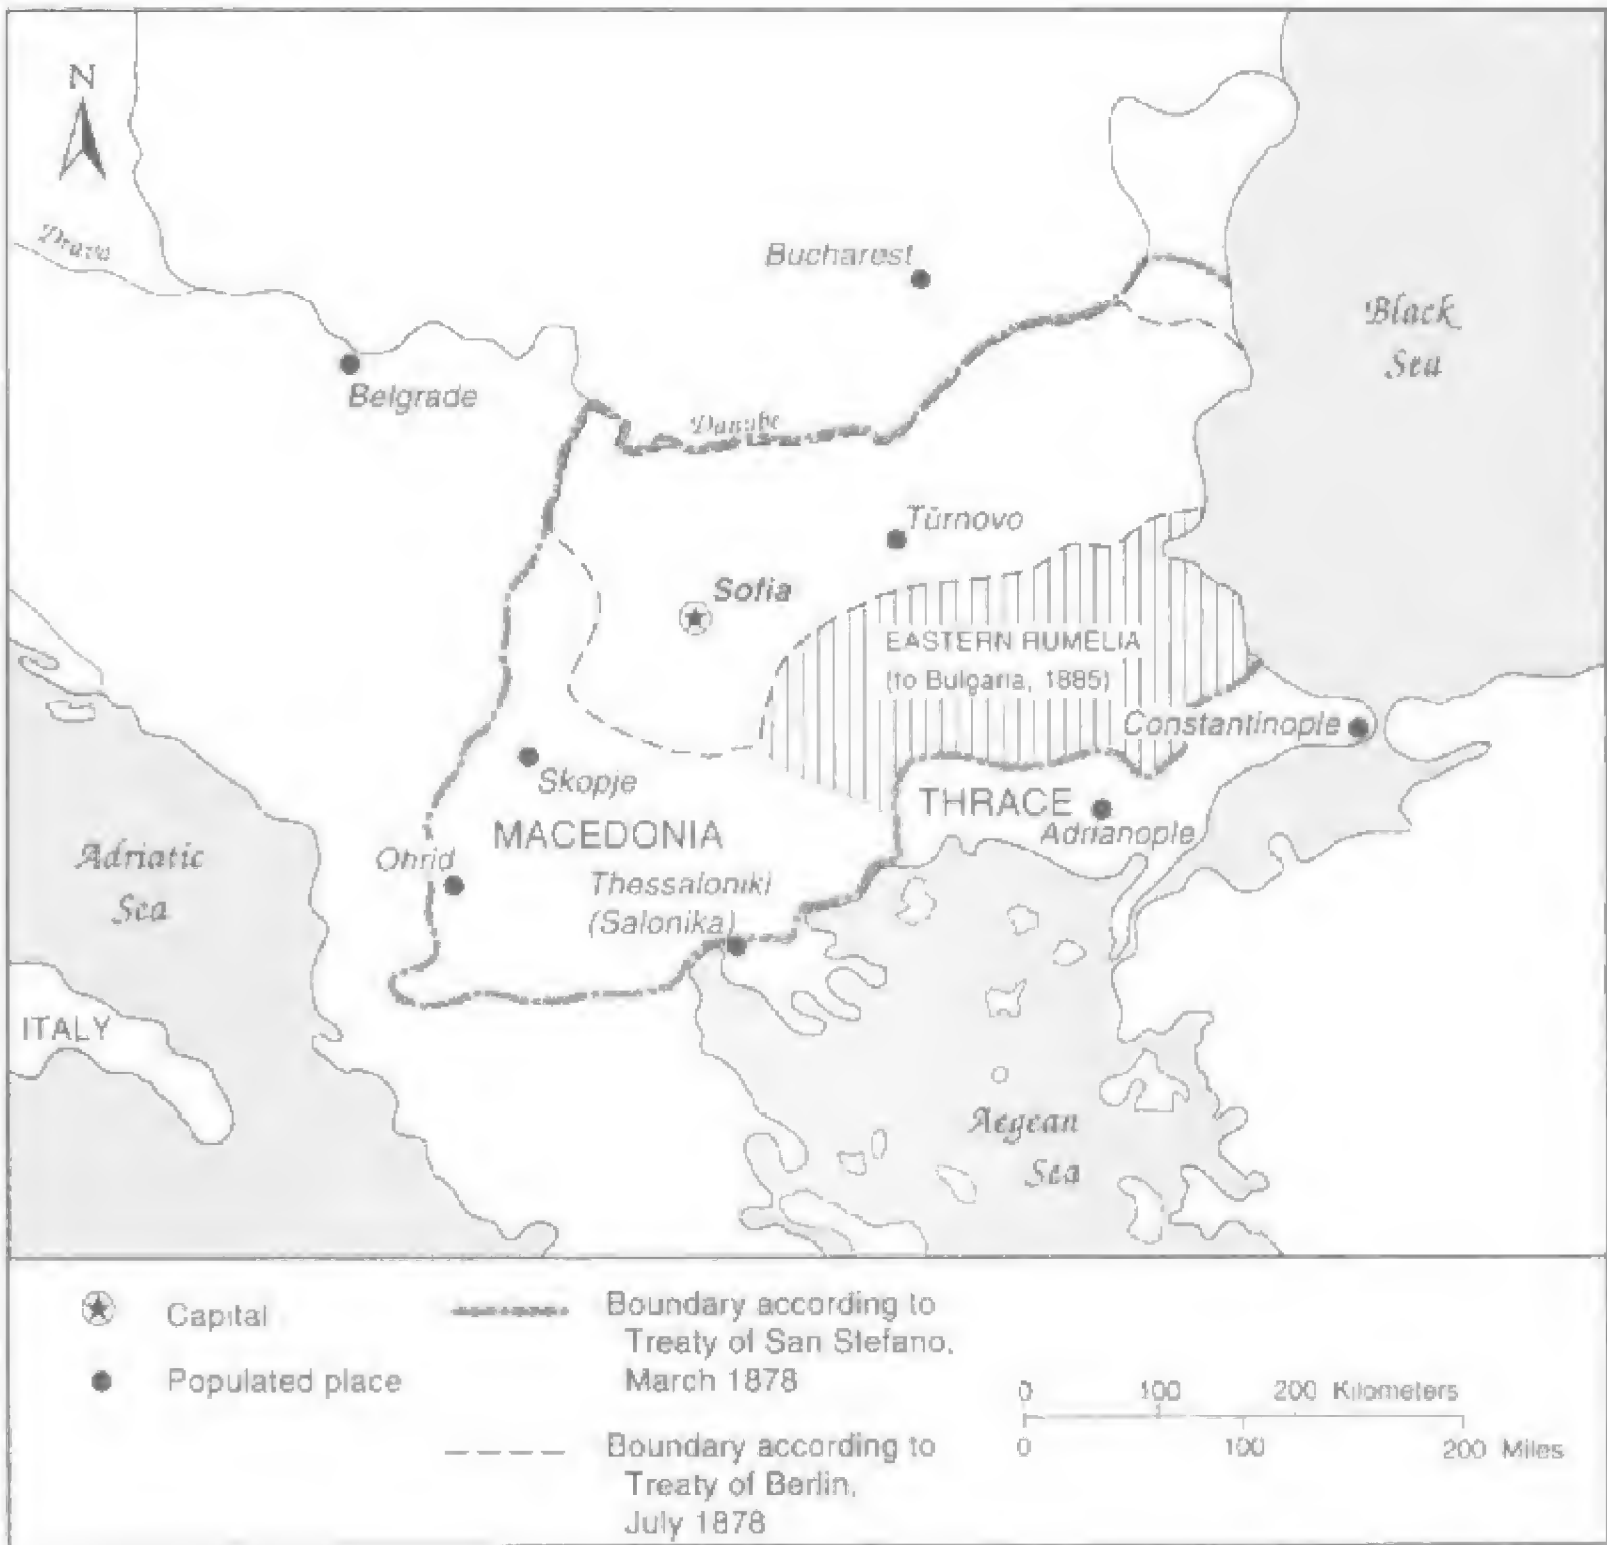 N
Drava
Bucharest
Black
Sea
Belgrade
Danube
Tŭrnovo
Sofia
EASTERN RUMELIA
(to Bulgaria, 1885)
Constantinople
Skopje
THRACE
MACEDONIA
Adrianople
Adriatic
Sea
Ohrid
Thessaloniki
(Salonika)
ITALY
Aegean
Sea
Capital
Populated place
Boundary according to
Treaty of San Stefano,
March 1878
Boundary according to
Treaty of Berlin,
July 1878
0 100 200 Kilometers
0 100 200 Miles